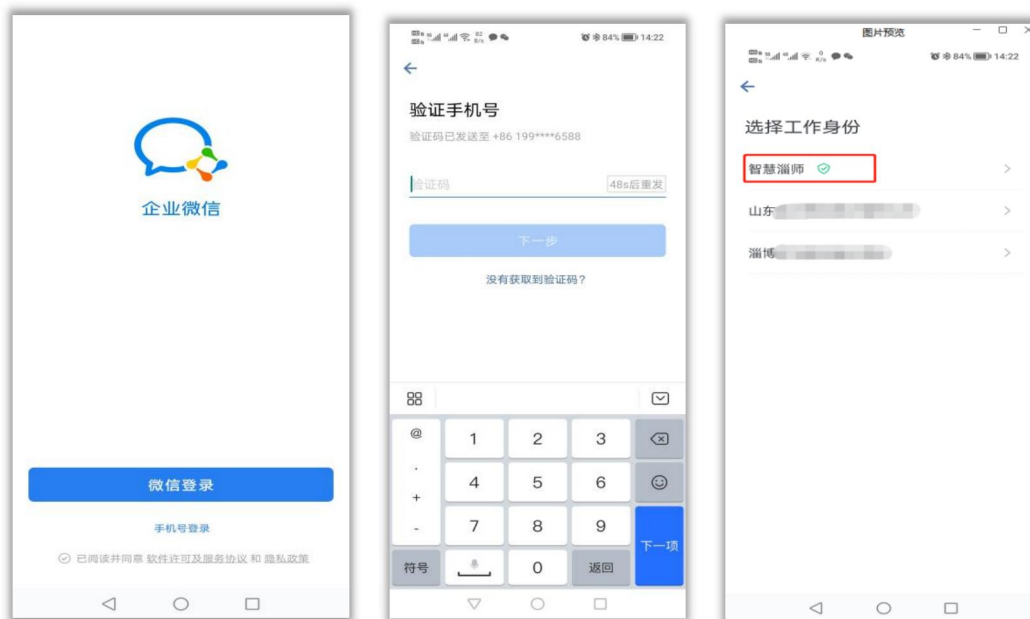 企业微信
微信登录
手机号登录
已阅读并同意 软件许可及服务协议 和 隐私政策
84% 14:22
验证手机号
验证码已发送至 +86 199****6588
验证码
48s后重发
下一步
没有获取到验证码?
@ 1 2 3
.
4 5 6
+
- 7 8 9
下一项
符号 0 返回
图片预览
84% 14:22
选择工作身份
智慧淄师
山东
淄博